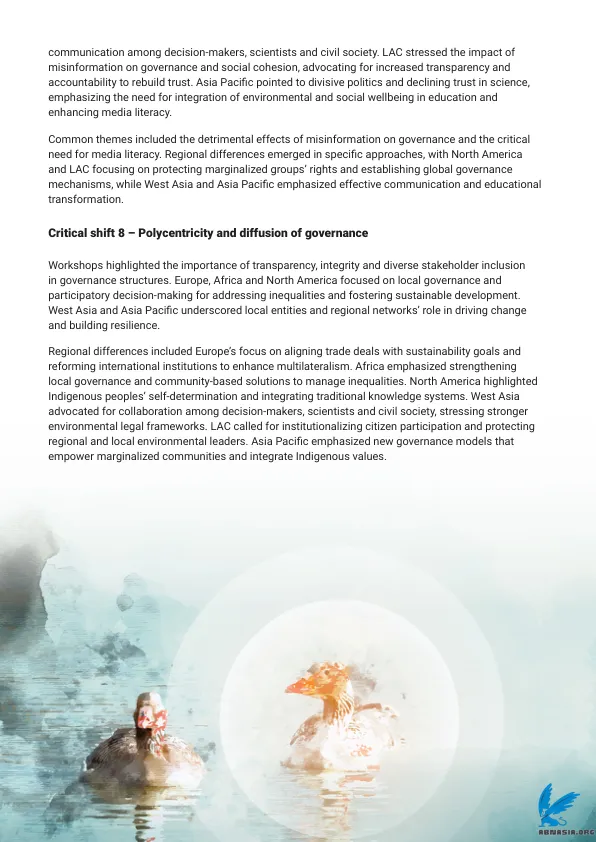 communication among decision-makers, scientists and civil society. LAC stressed the impact of
misinformation on governance and social cohesion, advocating for increased transparency and
accountability to rebuild trust. Asia Pacific pointed to divisive politics and declining trust in science,
emphasizing the need for integration of environmental and social wellbeing in education and
enhancing media literacy.
Common themes included the detrimental effects of misinformation on governance and the critical
need for media literacy. Regional differences emerged in specific approaches, with North America
and LAC focusing on protecting marginalized groups’ rights and establishing global governance
mechanisms, while West Asia and Asia Pacific emphasized effective communication and educational
transformation.
Critical shift 8 – Polycentricity and diffusion of governance
Workshops highlighted the importance of transparency, integrity and diverse stakeholder inclusion
in governance structures. Europe, Africa and North America focused on local governance and
participatory decision-making for addressing inequalities and fostering sustainable development.
West Asia and Asia Pacific underscored local entities and regional networks’ role in driving change
and building resilience.
Regional differences included Europe’s focus on aligning trade deals with sustainability goals and
reforming international institutions to enhance multilateralism. Africa emphasized strengthening
local governance and community-based solutions to manage inequalities. North America highlighted
Indigenous peoples’ self-determination and integrating traditional knowledge systems. West Asia
advocated for collaboration among decision-makers, scientists and civil society, stressing stronger
environmental legal frameworks. LAC called for institutionalizing citizen participation and protecting
regional and local environmental leaders. Asia Pacific emphasized new governance models that
empower marginalized communities and integrate Indigenous values.
ABNASIA.ORG